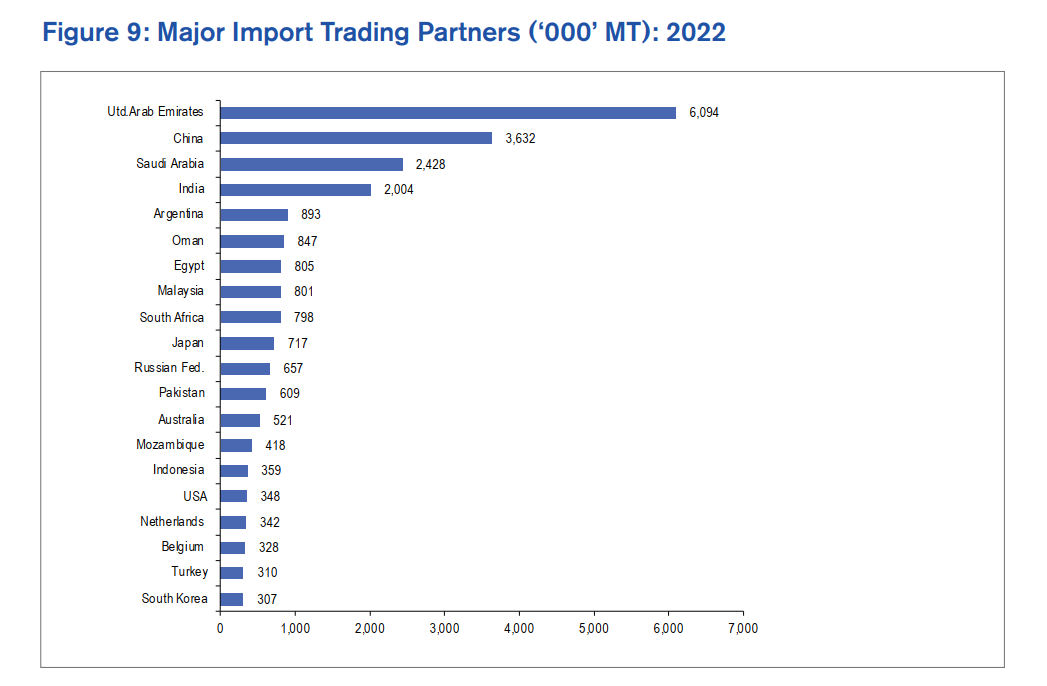 Figure 9: Major Import Trading Partners (‘000’ MT): 2022
Utd.Arab Emirates 6,094
China 3,632
Saudi Arabia 2,428
India 2,004
Argentina 893
Oman 847
Egypt 805
Malaysia 801
South Africa 798
Japan 717
Russian Fed. 657
Pakistan 609
Australia 521
Mozambique 418
Indonesia 359
USA 348
Netherlands 342
Belgium 328
Turkey 310
South Korea 307
0 1,000 2,000 3,000 4,000 5,000 6,000 7,000